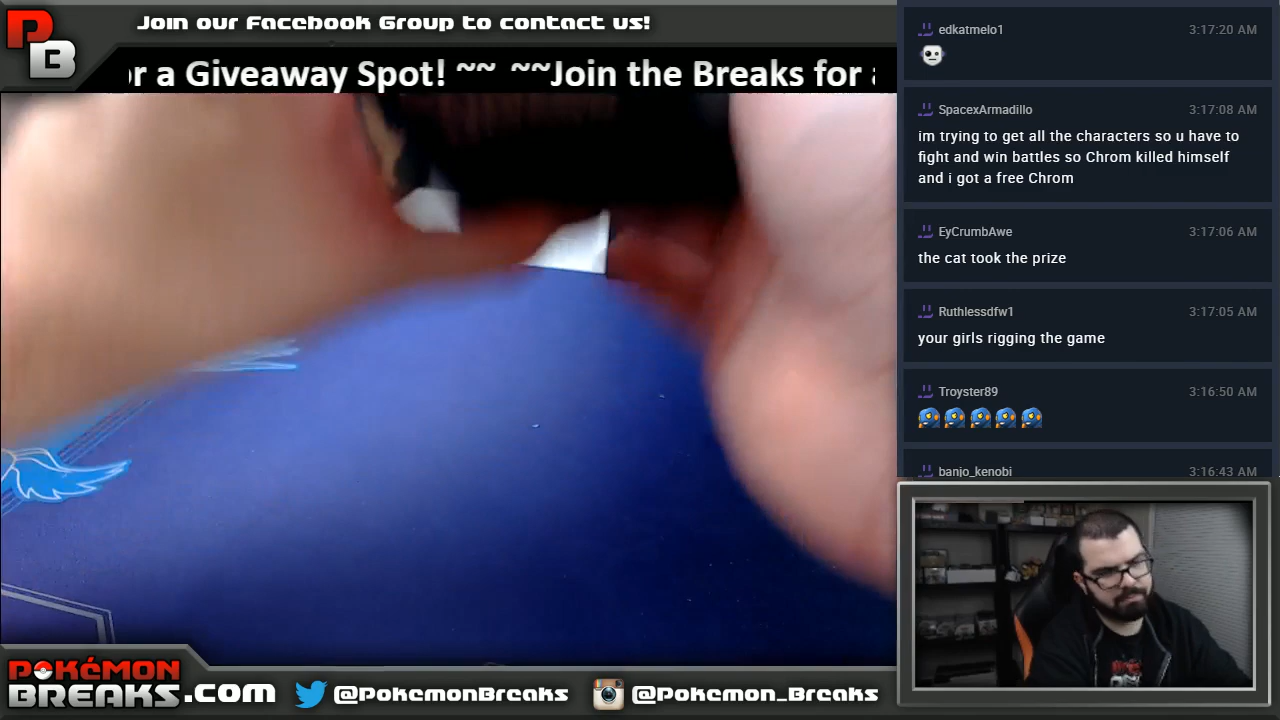 Join our Facebook Group to contact us!
PB
or a Giveaway Spot! ~~ ~~Join the Breaks for a
edkatmelo1 3:17:20 AM
SpacexArmadillo 3:17:08 AM
im trying to get all the characters so u have to
fight and win battles so Chrom killed himself
and i got a free Chrom
EyCrumbAwe 3:17:06 AM
the cat took the prize
Ruthlessdfw1 3:17:05 AM
your girls rigging the game
Troyster89 3:16:50 AM
banjo_kenobi 3:16:43 AM
POKéMON
BREAKS.com @PokemonBreaks @Pokemon_Breaks